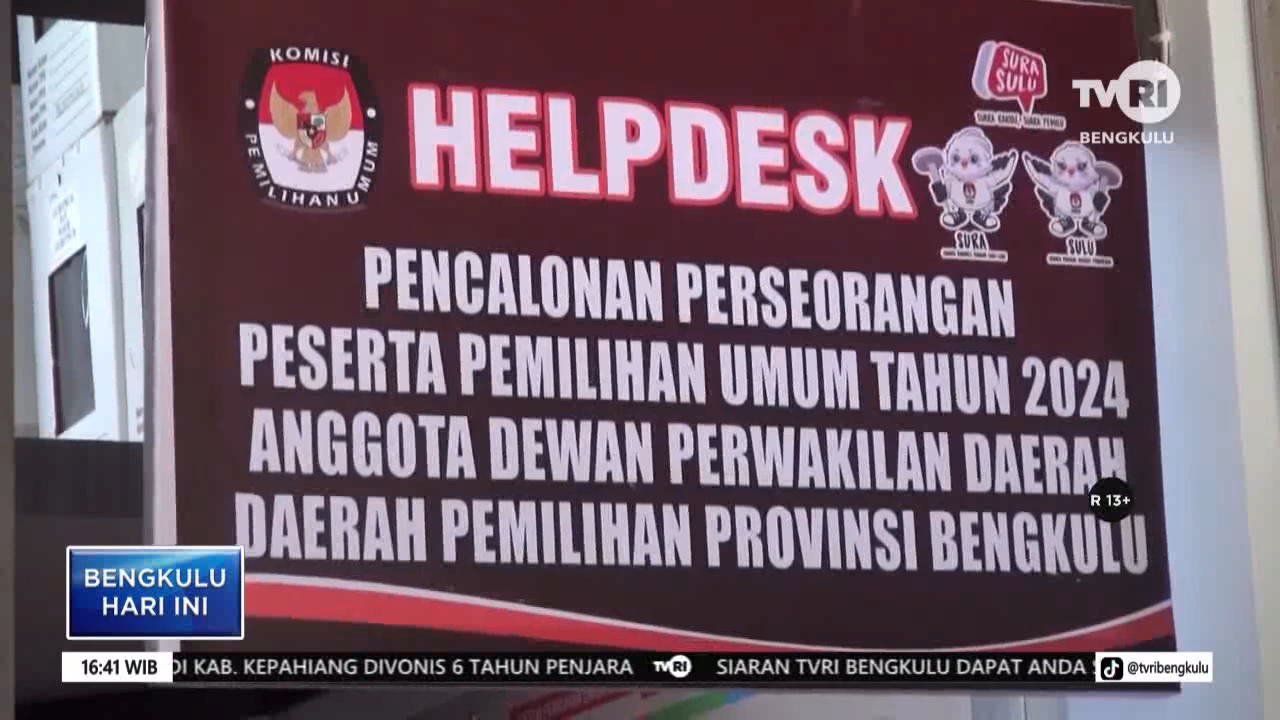 KOMISI
PEMILIHAN UMUM
HELPDESK
SURA
SULU
TVRI
BENGKULU
SURA
SULU
PENCALONAN PERSEORANGAN
PESERTA PEMILIHAN UMUM TAHUN 2024
ANGGOTA DEWAN PERWAKILAN DAERAH
DAERAH PEMILIHAN PROVINSI BENGKULU
R 13+
BENGKULU
HARI INI
16:41 WIB
DI KAB. KEPAHIANG DIVONIS 6 TAHUN PENJARA TVRI SIARAN TVRI BENGKULU DAPAT ANDA
@tvribengkulu